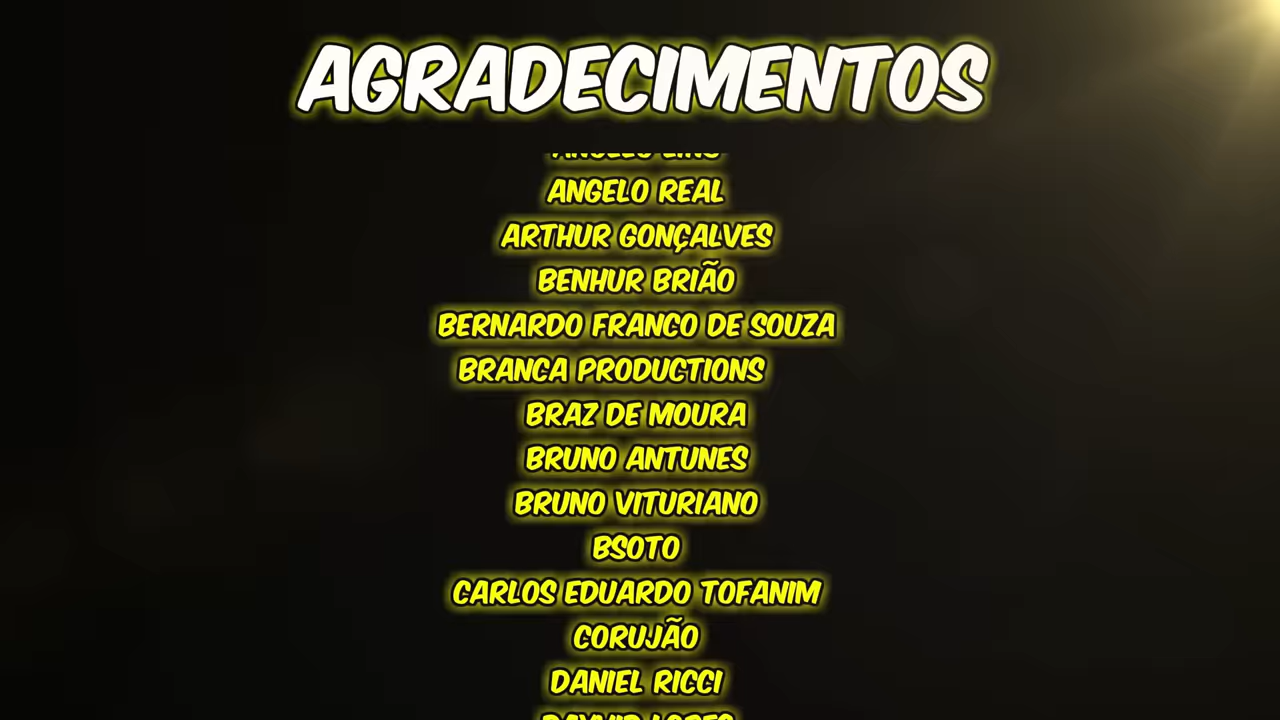 AGRADECIMENTOS
ANGELO REAL
ARTHUR GONÇALVES
BENHUR BRIÃO
BERNARDO FRANCO DE SOUZA
BRANCA PRODUCTIONS
BRAZ DE MOURA
BRUNO ANTUNES
BRUNO VITURIANO
BSOTO
CARLOS EDUARDO TOFANIM
CORUJÃO
DANIEL RICCI